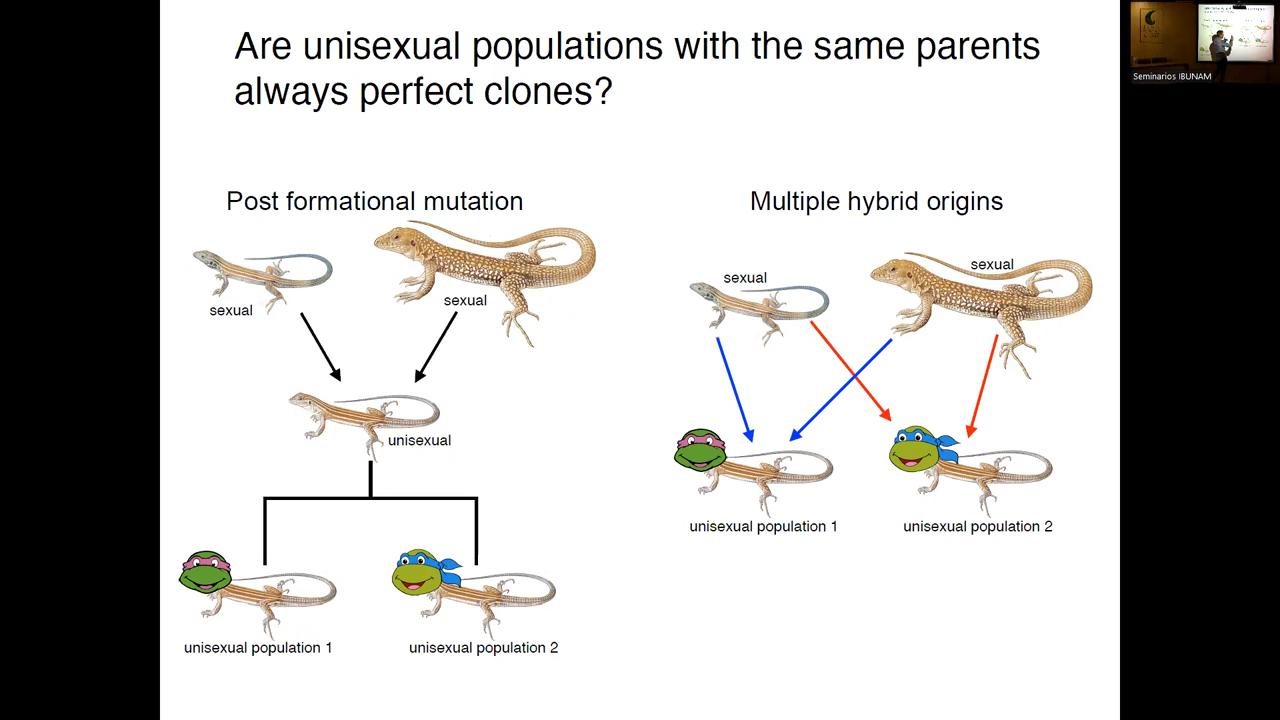 Are unisexual populations with the same parents
always perfect clones?
Post formational mutation
sexual
sexual
unisexual
unisexual population 1
unisexual population 2
Multiple hybrid origins
sexual
sexual
unisexual population 1
unisexual population 2
Seminarios IBUNAM